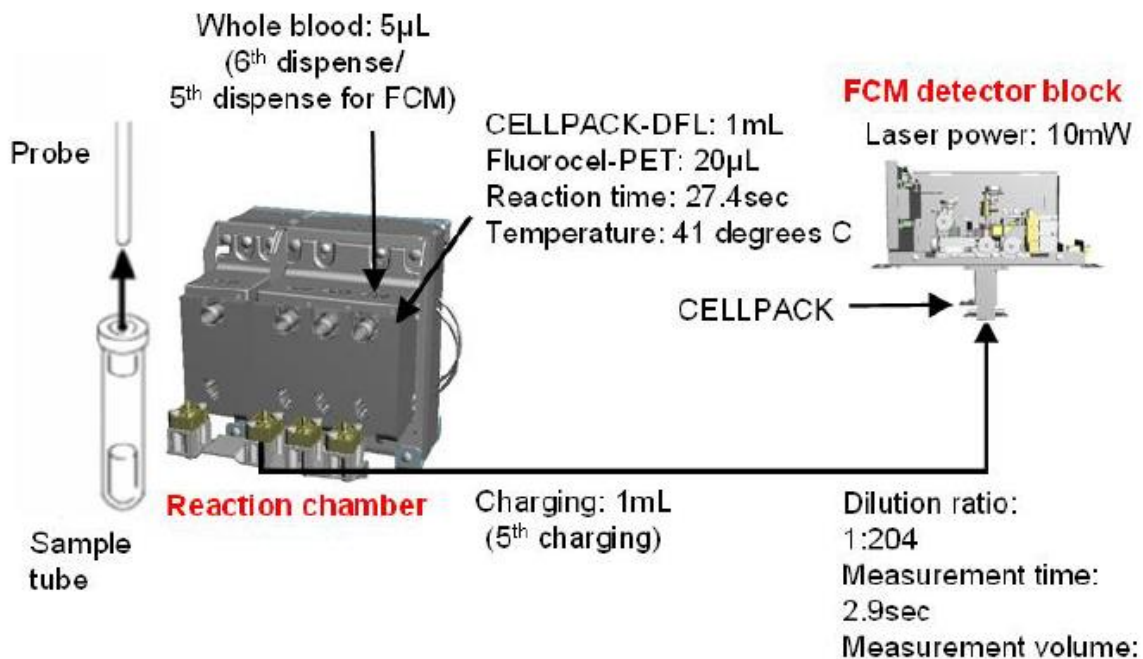 Whole blood: 5µL
(6th dispense/
5th dispense for FCM)
Probe
CELLPACK-DFL: 1mL
Fluorocel-PET: 20µL
Reaction time: 27.4sec
Temperature: 41 degrees C
FCM detector block
Laser power: 10mW
CELLPACK
Reaction chamber
Sample
tube
Charging: 1mL
(5th charging)
Dilution ratio:
1:204
Measurement time:
2.9sec
Measurement volume: